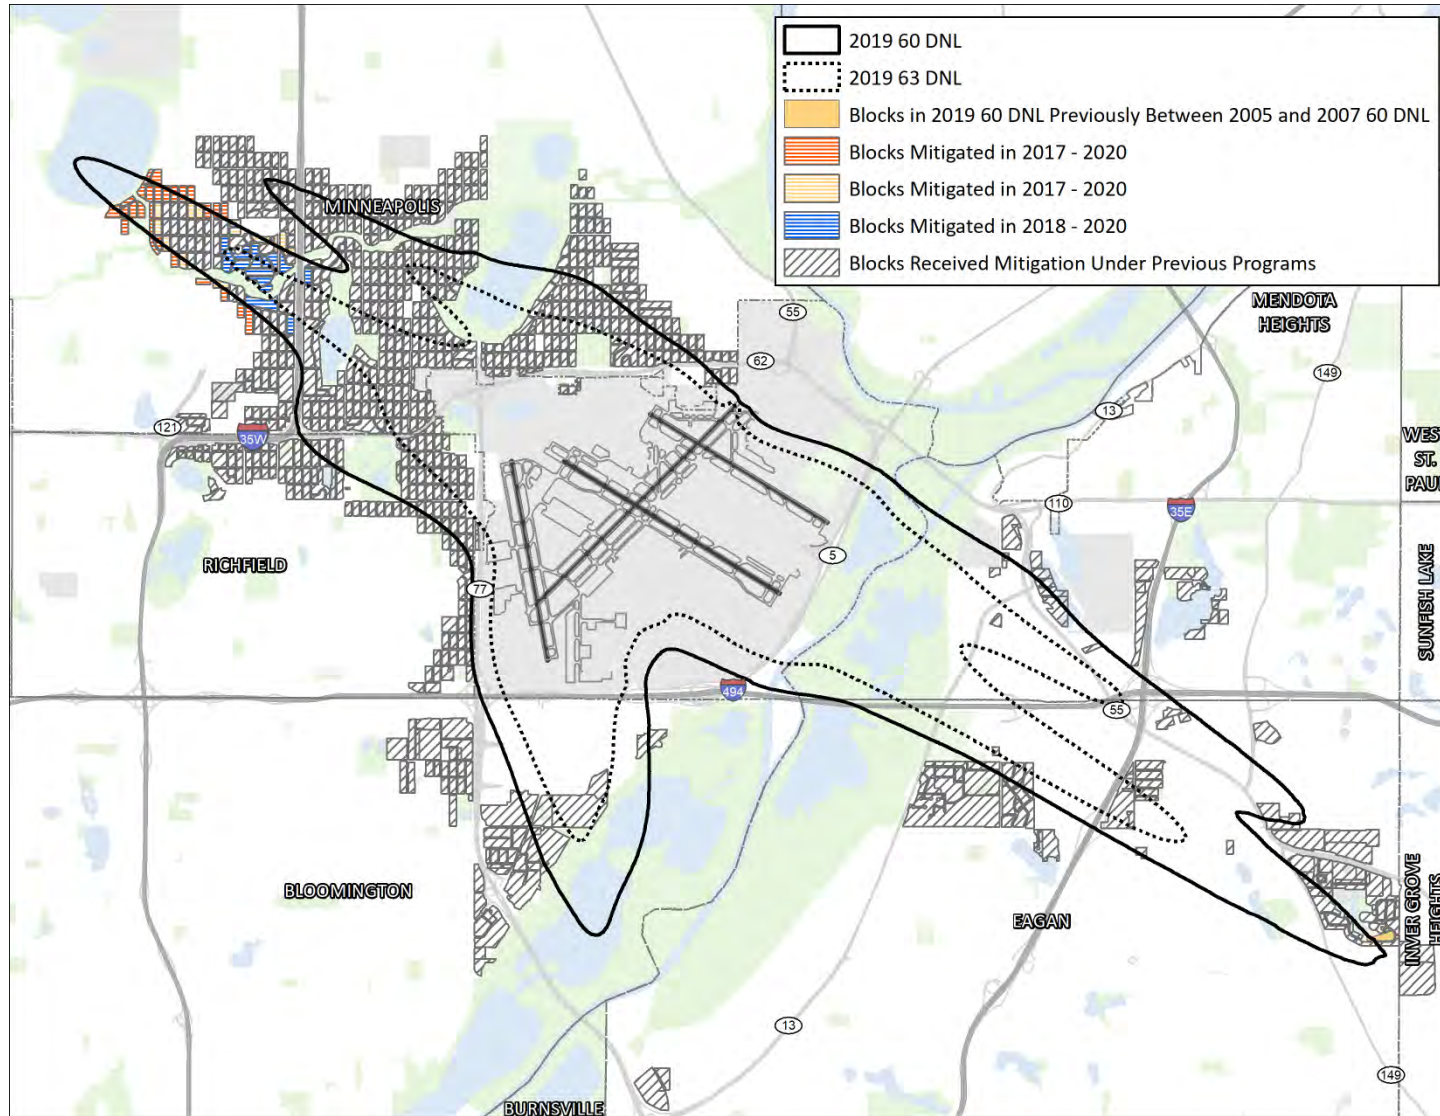 2019 60 DNL
2019 63 DNL
Blocks in 2019 60 DNL Previously Between 2005 and 2007 60 DNL
Blocks Mitigated in 2017 - 2020
Blocks Mitigated in 2017 - 2020
Blocks Mitigated in 2018 - 2020
Blocks Received Mitigation Under Previous Programs
MINNEAPOLIS
MENDOTA
HEIGHTS
55
62
149
13
121
35W
WEST
ST.
PAUL
110
35E
5
RICHFIELD
77
SUNFISH LAKE
494
55
BLOOMINGTON
EAGAN
INVER GROVE
HEIGHTS
13
149
BURNSVILLE